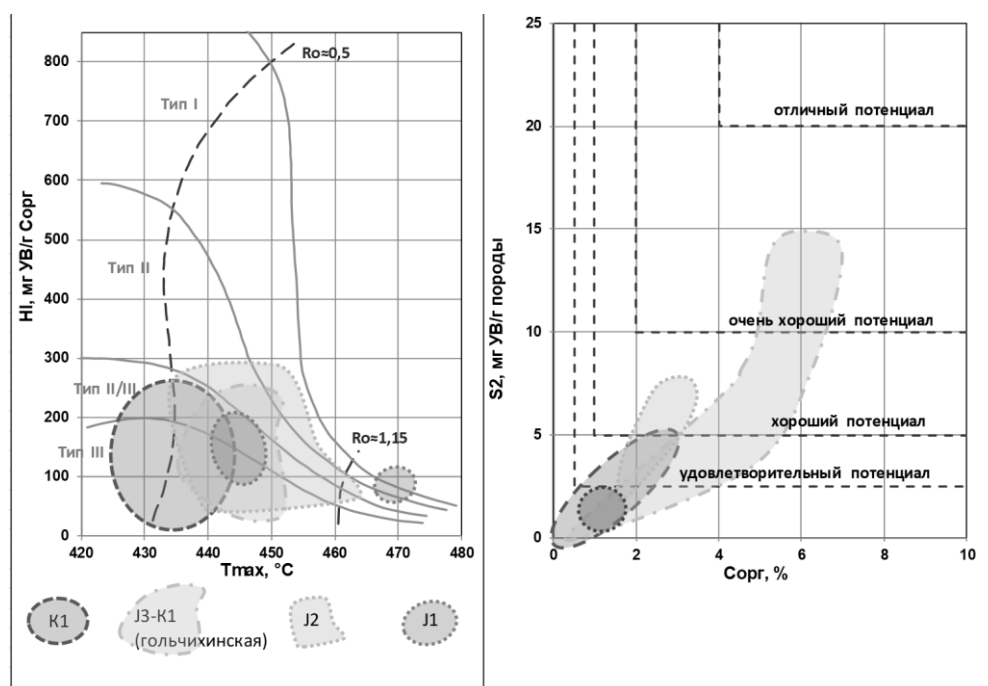 800
700
600
500
400
300
200
100
0
HI, мг УВ/г Сорг
Ro≈0,5
Тип I
Тип II
Тип II/III
Тип III
Ro≈1,15
420 430 440 450 460 470 480
Tmax, °C
K1
J3-K1
(гольчихинская)
J2
J1
25
20
15
10
5
0
S2, мг УВ/г породы
отличный потенциал
очень хороший потенциал
хороший потенциал
удовлетворительный потенциал
0 2 4 6 8 10
Сорг, %